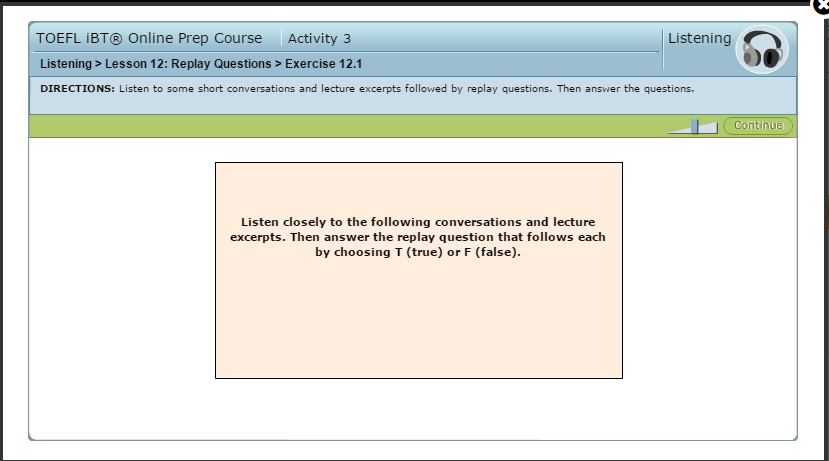 TOEFL iBT® Online Prep Course Activity 3 Listening
Listening > Lesson 12: Replay Questions > Exercise 12.1
DIRECTIONS: Listen to some short conversations and lecture excerpts followed by replay questions. Then answer the questions.
Continue
Listen closely to the following conversations and lecture
excerpts. Then answer the replay question that follows each
by choosing T (true) or F (false).